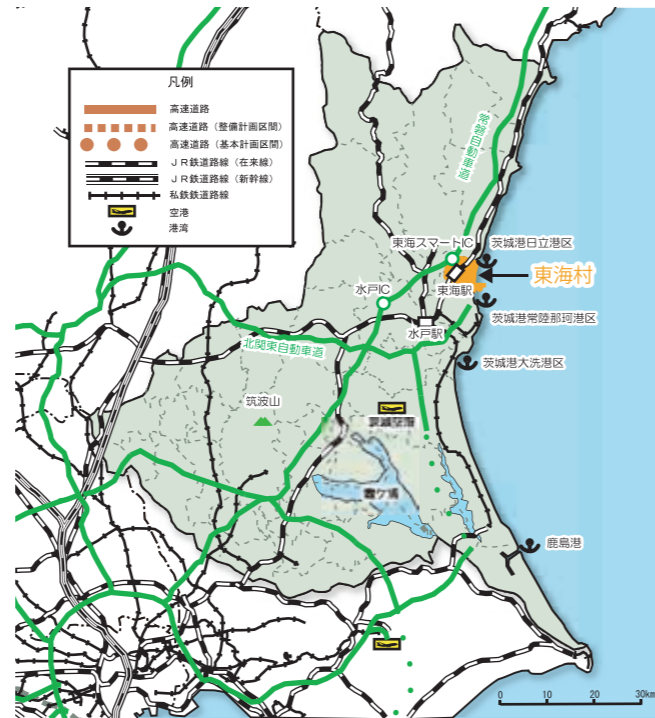 凡例
高速道路
高速道路（整備計画区間）
高速道路（基本計画区間）
ＪＲ鉄道路線（在来線）
ＪＲ鉄道路線（新幹線）
私鉄鉄道路線
空港
港湾
常磐自動車道
東海スマートIC
茨城港日立港区
東海村
東海駅
水戸IC
茨城港常陸那珂港区
水戸駅
北関東自動車道
茨城港大洗港区
筑波山
茨城空港
霞ケ浦
鹿島港
0 10 20 30km